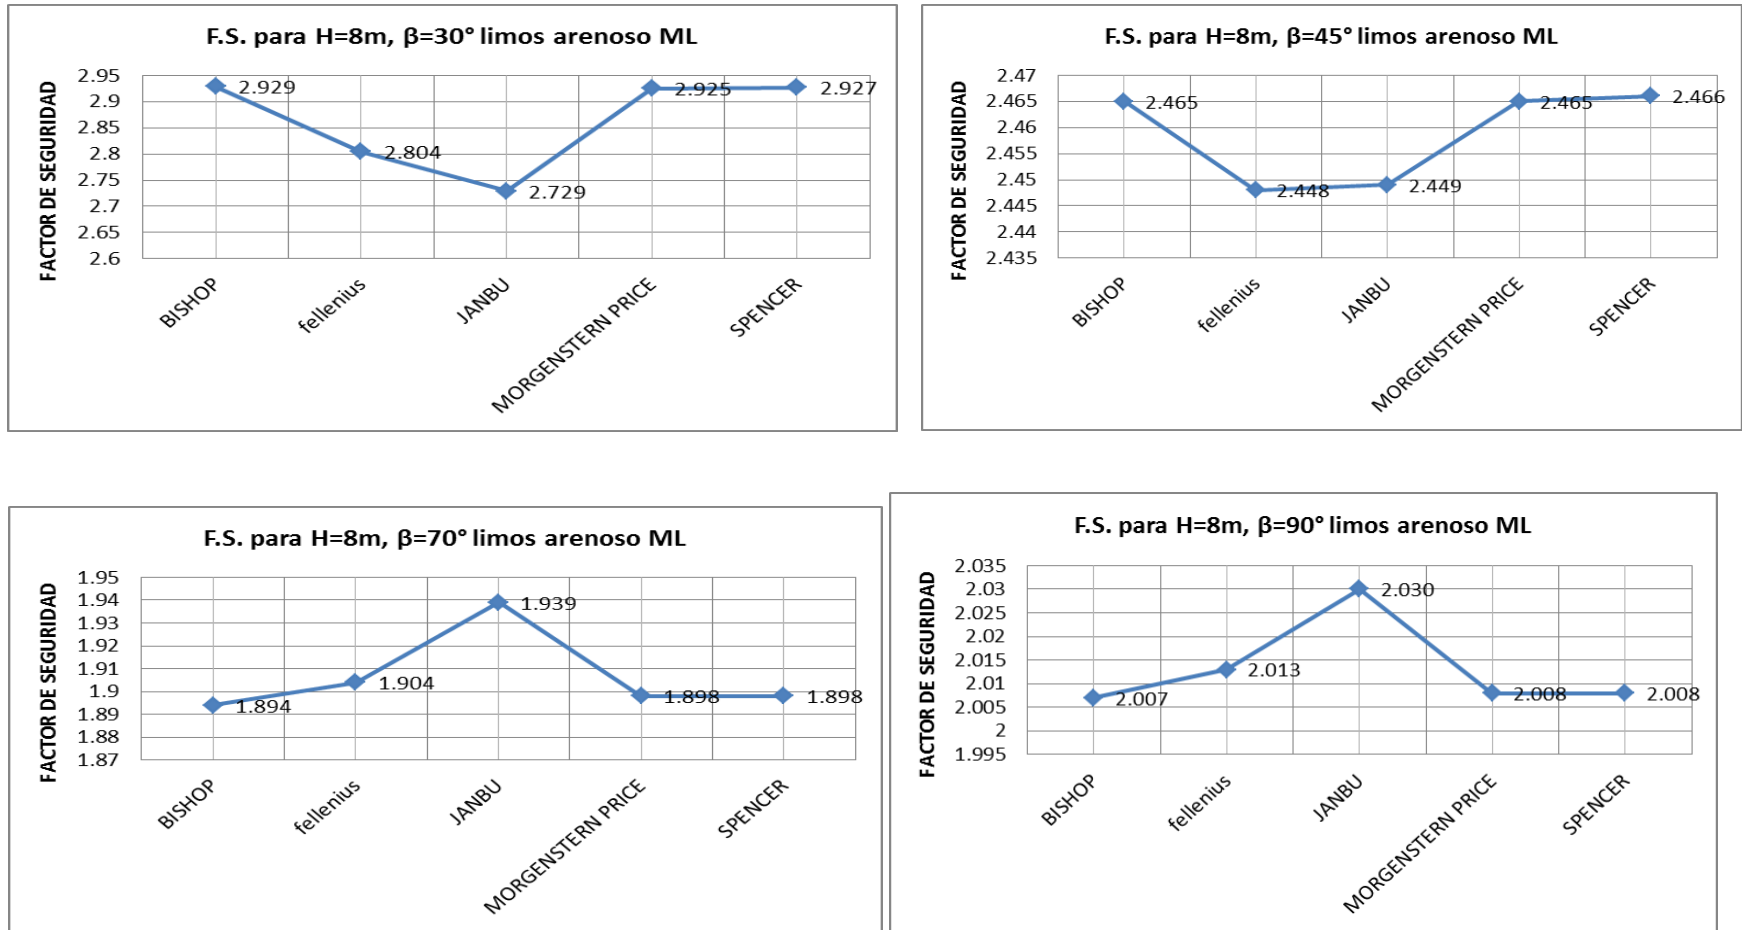 F.S. para H=8m, β=30° limos arenoso ML
FACTOR DE SEGURIDAD
2.95
2.9
2.85
2.8
2.75
2.7
2.65
2.6
2.929
2.804
2.729
2.925
2.927
BISHOP
fellenius
JANBU
MORGENSTERN PRICE
SPENCER
F.S. para H=8m, β=45° limos arenoso ML
FACTOR DE SEGURIDAD
2.47
2.465
2.46
2.455
2.45
2.445
2.44
2.435
2.465
2.448
2.449
2.465
2.466
BISHOP
fellenius
JANBU
MORGENSTERN PRICE
SPENCER
F.S. para H=8m, β=70° limos arenoso ML
FACTOR DE SEGURIDAD
1.95
1.94
1.93
1.92
1.91
1.9
1.89
1.88
1.87
1.894
1.904
1.939
1.898
1.898
BISHOP
fellenius
JANBU
MORGENSTERN PRICE
SPENCER
F.S. para H=8m, β=90° limos arenoso ML
FACTOR DE SEGURIDAD
2.035
2.03
2.025
2.02
2.015
2.01
2.005
2
1.995
2.007
2.013
2.030
2.008
2.008
BISHOP
fellenius
JANBU
MORGENSTERN PRICE
SPENCER